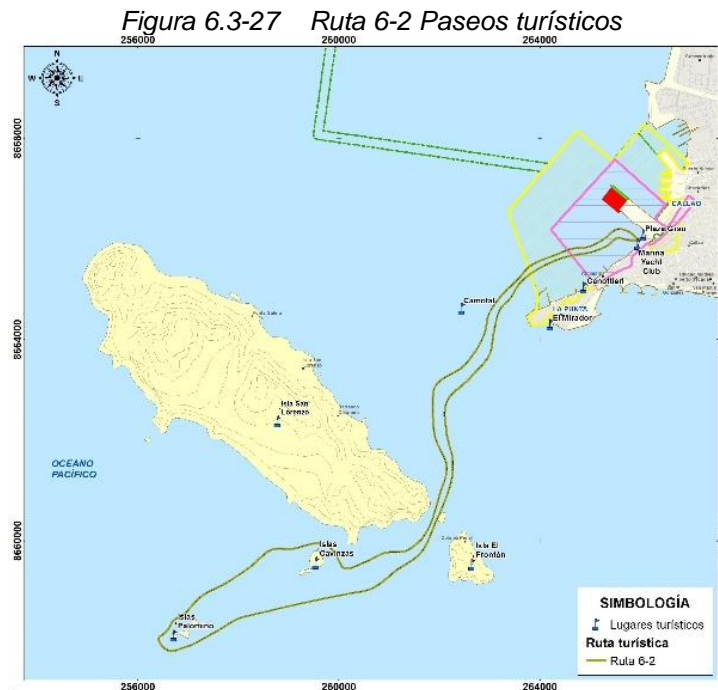 Figura 6.3-27 Ruta 6-2 Paseos turísticos
256000
260000
264000
N
W
E
S
8668000
CALLAO
Plaza Grau
Marina
Yacht
Club
Canottieri
LA PUNTA
El Mirador
Camotal
8664000
Isla San
Lorenzo
OCEANO
PACÍFICO
8660000
Islas
Cavinzas
Isla El
Frontón
Islas
Palomino
SIMBOLOGÍA
Lugares turísticos
Ruta turística
Ruta 6-2
256000
260000
264000